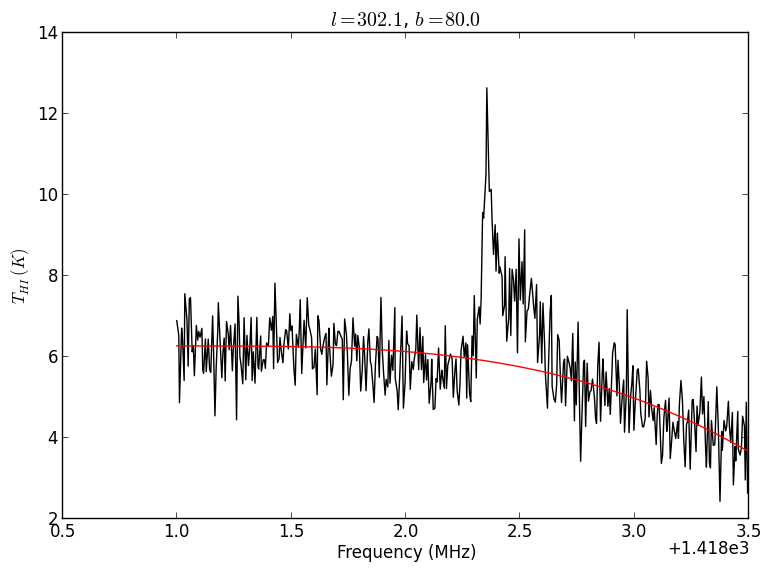 l = 302.1, b = 80.0
14
12
10
8
6
4
2
T_HI (K)
0.5 1.0 1.5 2.0 2.5 3.0 3.5
+1.418e3
Frequency (MHz)